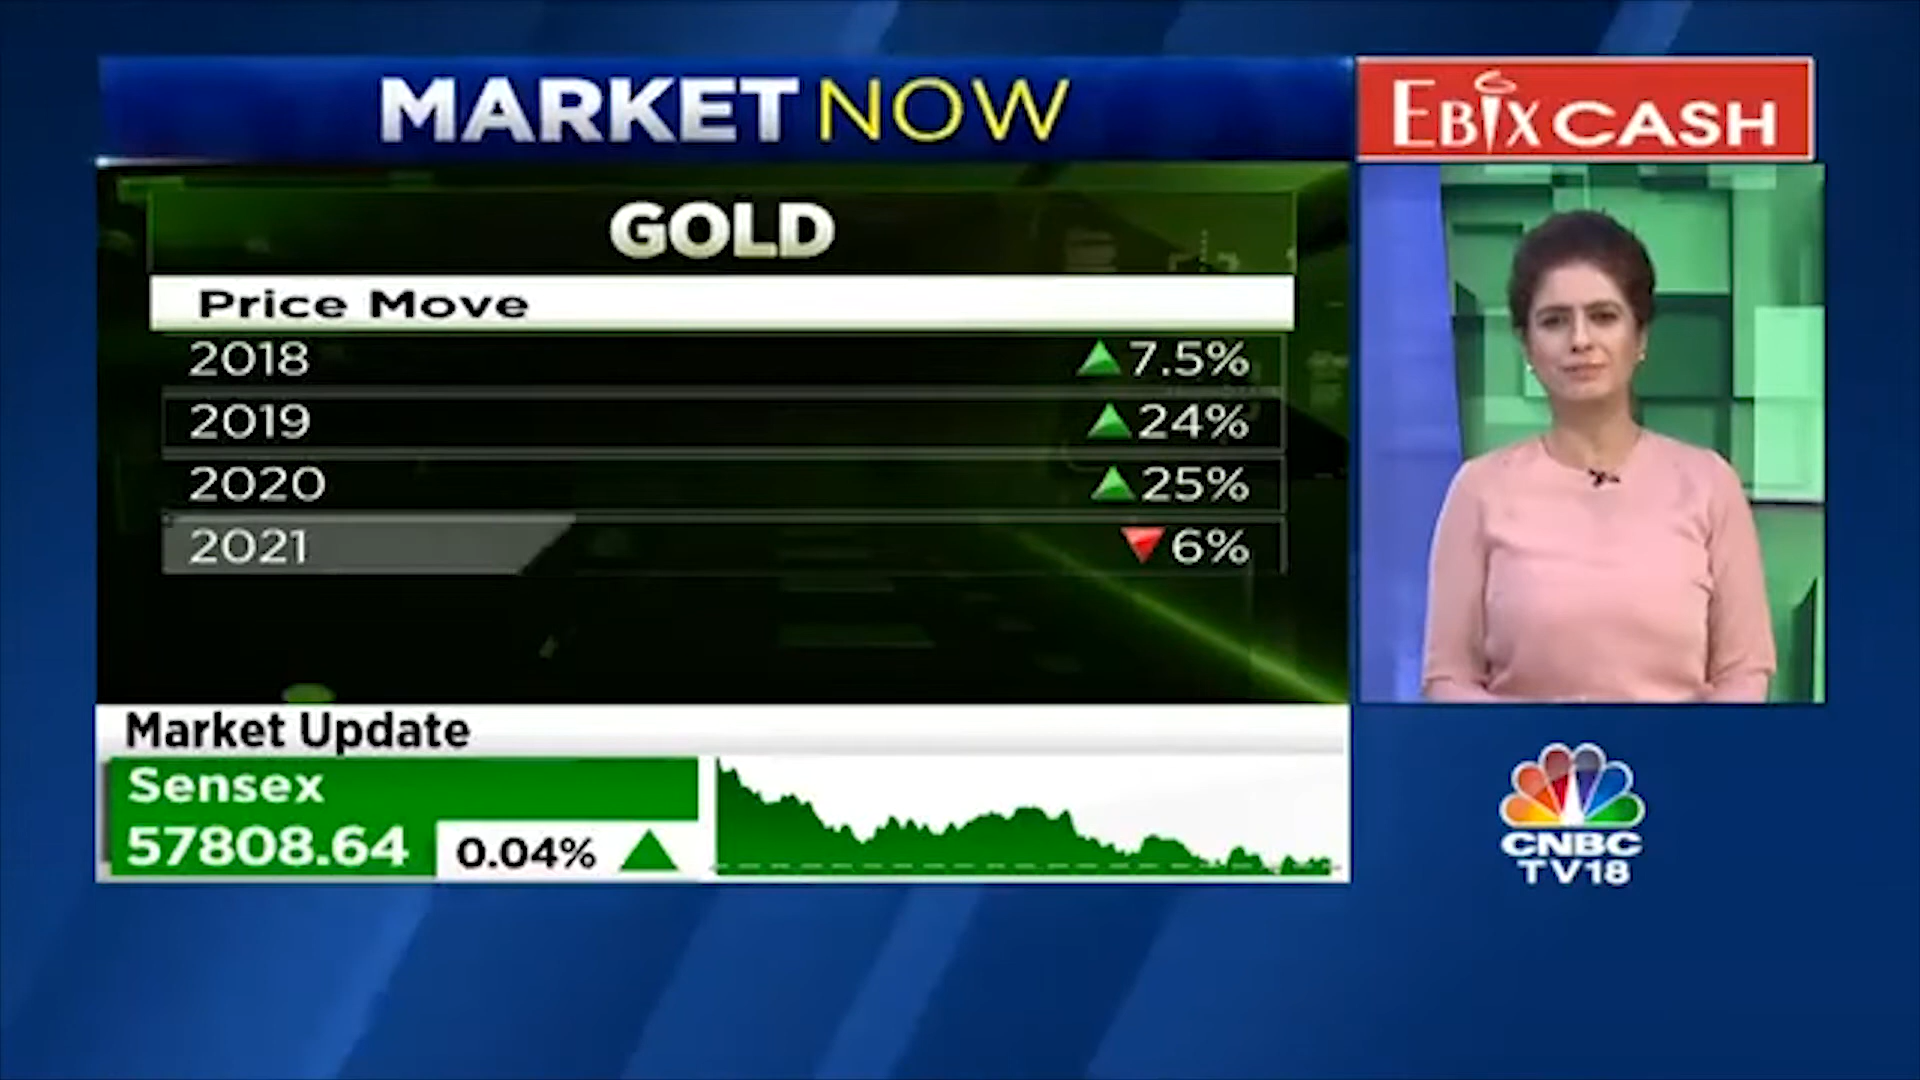 MARKET NOW
EBIXCASH
GOLD
Price Move
2018 7.5%
2019 24%
2020 25%
2021 6%
Market Update
Sensex
57808.64 0.04%
CNBC
TV18